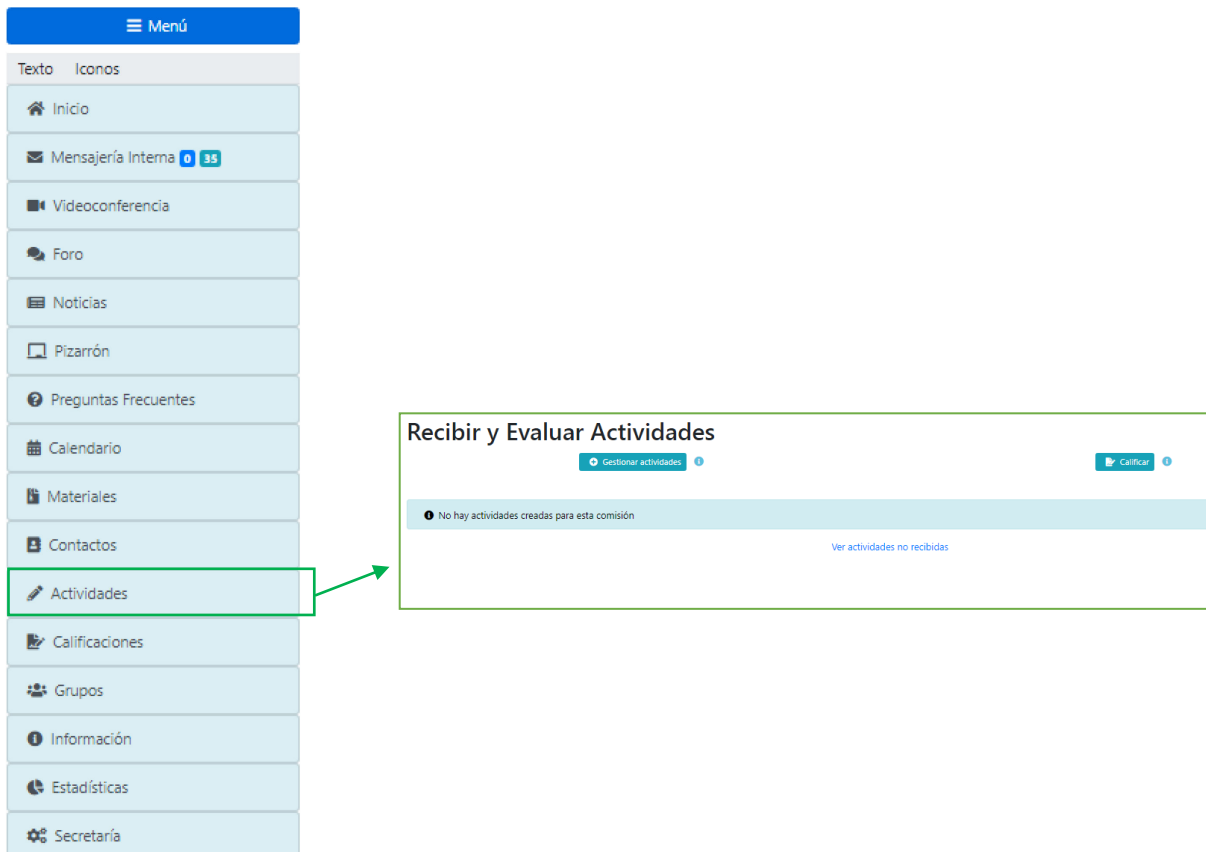 Menú
Texto Iconos
Inicio
Mensajería Interna 0 35
Videoconferencia
Foro
Noticias
Pizarrón
Preguntas Frecuentes
Calendario
Materiales
Contactos
Actividades
Calificaciones
Grupos
Información
Estadísticas
Secretaría
Recibir y Evaluar Actividades
Gestionar actividades
Calificar
No hay actividades creadas para esta comisión
Ver actividades no recibidas